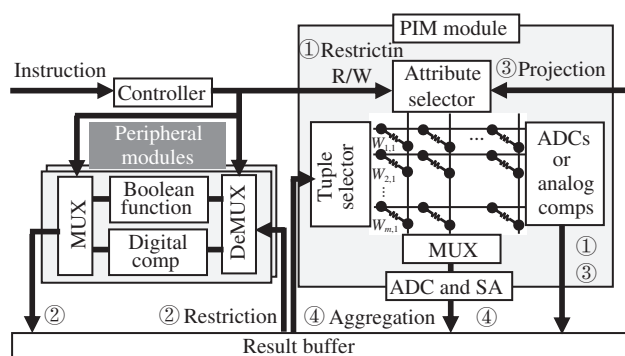 PIM module
①Restrictin
Instruction
R/W
③Projection
Controller
Attribute
selector
Peripheral
modules
MUX
Boolean
function
Digital
comp
DeMUX
Tuple
selector
W1,1
W2,1
⋮
Wm,1
...
ADCs
or
analog
comps
MUX
ADC and SA
①
③
②
② Restriction
④ Aggregation
④
Result buffer